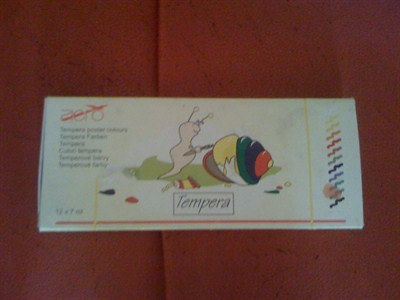 aero
Tempera poster colours
Tempera Farben
Tempera
Culori tempera
Temperové barvy
Temperové farby
12 x 7 ml
Tempera